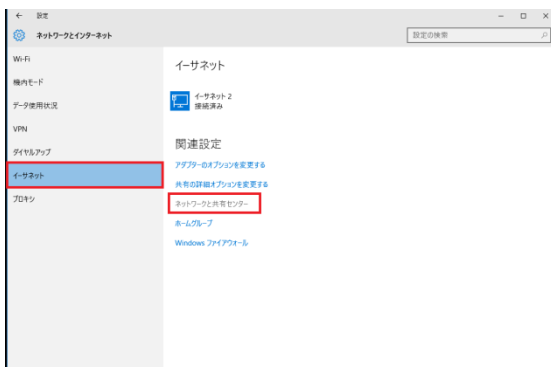 設定
ネットワークとインターネット
設定の検索
Wi-Fi
機内モード
データ使用状況
VPN
ダイヤルアップ
イーサネット
プロキシ
イーサネット
イーサネット 2
接続済み
関連設定
アダプターのオプションを変更する
共有の詳細オプションを変更する
ネットワークと共有センター
ホームグループ
Windows ファイアウォール